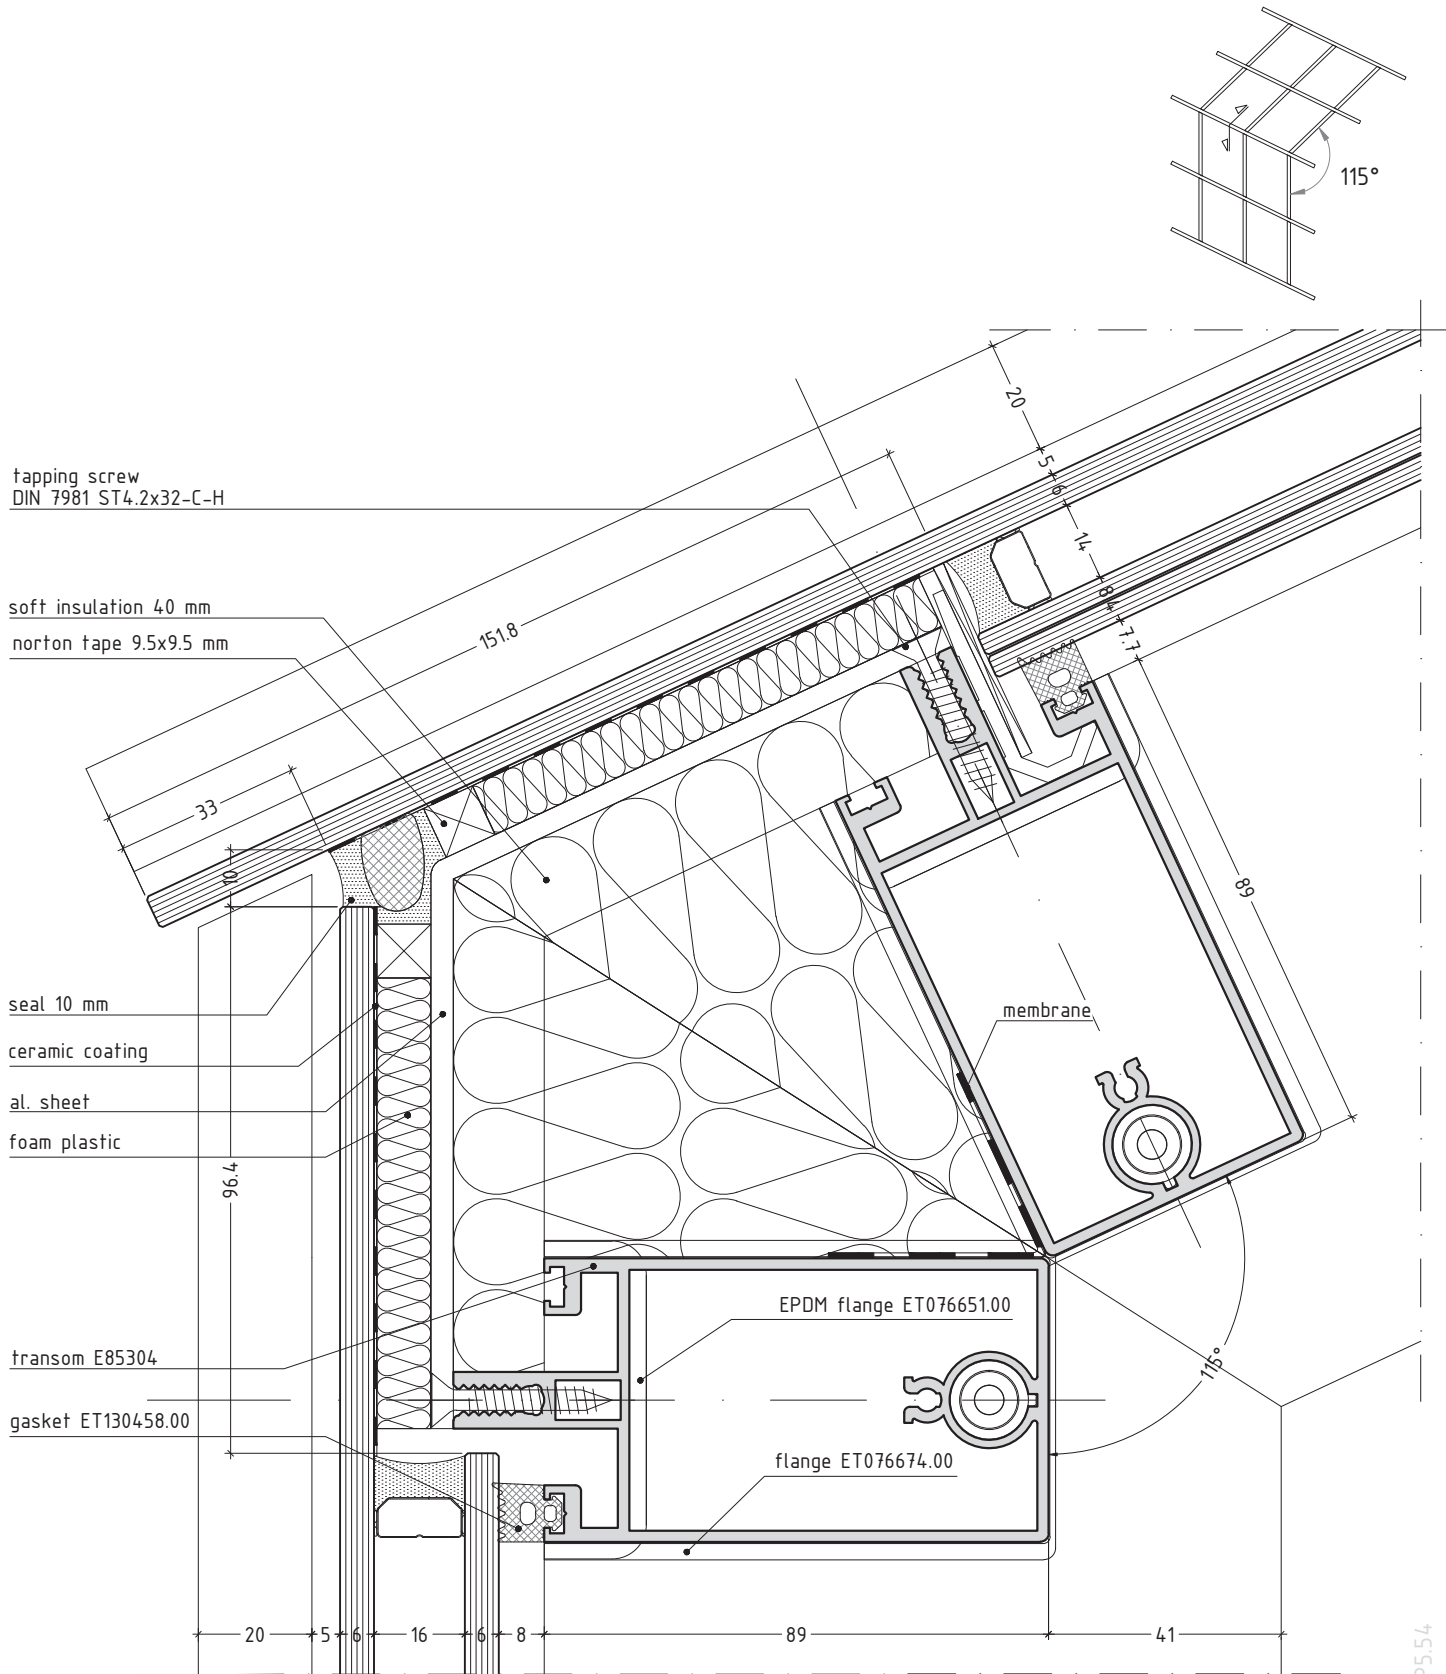 115°
tapping screw
DIN 7981 ST4.2x32-C-H
soft insulation 40 mm
norton tape 9.5x9.5 mm
20
5
6
14
8
4
7.7
151.8
33
10
89
seal 10 mm
membrane
ceramic coating
al. sheet
foam plastic
96.4
EPDM flange ET076651.00
transom E85304
115°
gasket ET130458.00
flange ET076674.00
20
5
6
16
6
8
89
41
P5.54